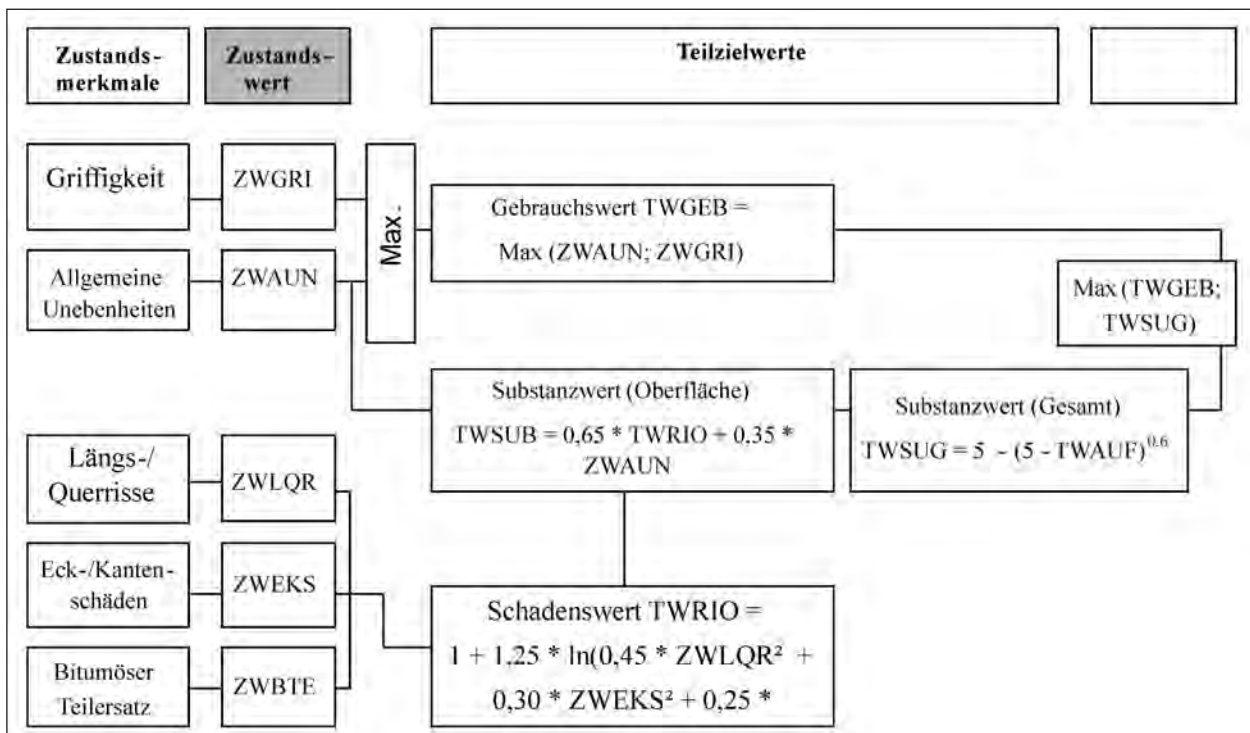 Zustands-
merkmale
Zustands-
wert
Teilzielwerte
Griffigkeit
ZWGRI
Max.
Gebrauchswert TWGEB =
Max (ZWAUN; ZWGRI)
Allgemeine
Unebenheiten
ZWAUN
Max (TWGEB;
TWSUG)
Substanzwert (Oberfläche)
TWSUB = 0,65 * TWRIO + 0,35 *
ZWAUN
Substanzwert (Gesamt)
TWSUG = 5 - (5 - TWAUF)^0.6
Längs-/
Querrisse
ZWLQR
Eck-/Kanten-
schäden
ZWEKS
Schadenswert TWRIO =
1 + 1,25 * ln(0,45 * ZWLQR² +
0,30 * ZWEKS² + 0,25 *
Bitumöser
Teilersatz
ZWBTE